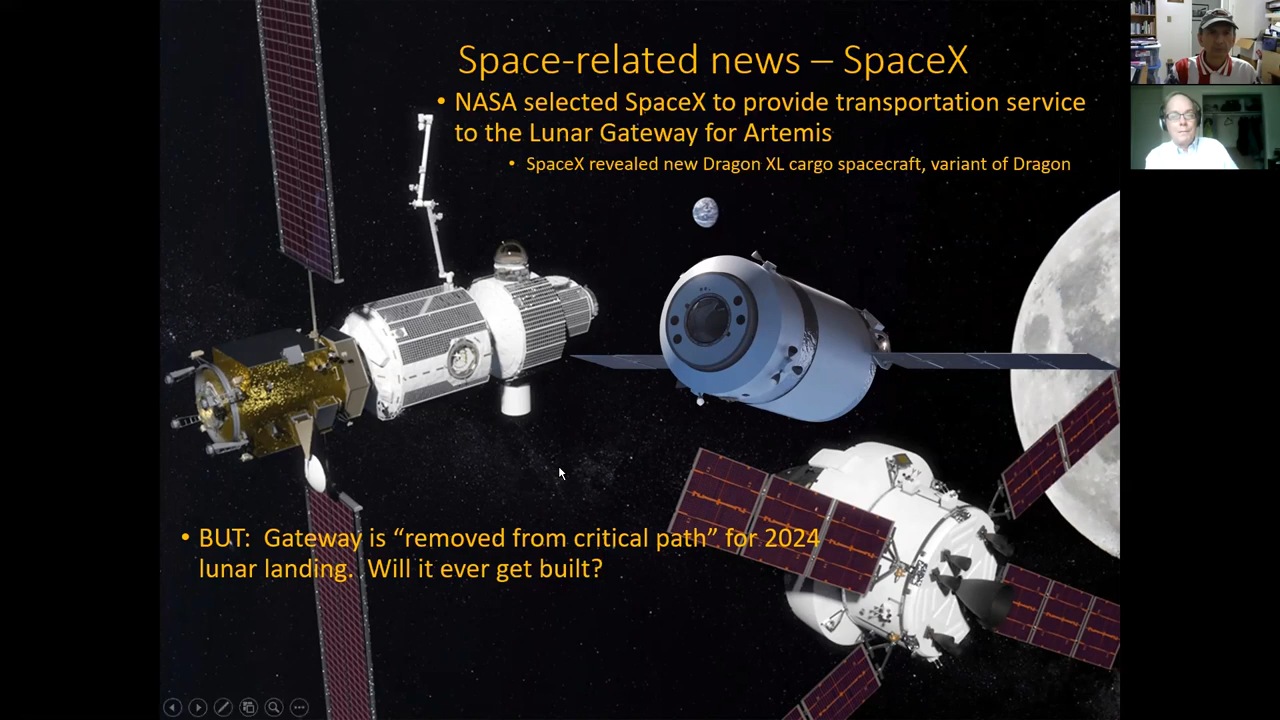 Space-related news – SpaceX
• NASA selected SpaceX to provide transportation service
to the Lunar Gateway for Artemis
• SpaceX revealed new Dragon XL cargo spacecraft, variant of Dragon
• BUT:  Gateway is “removed from critical path” for 2024
lunar landing.  Will it ever get built?